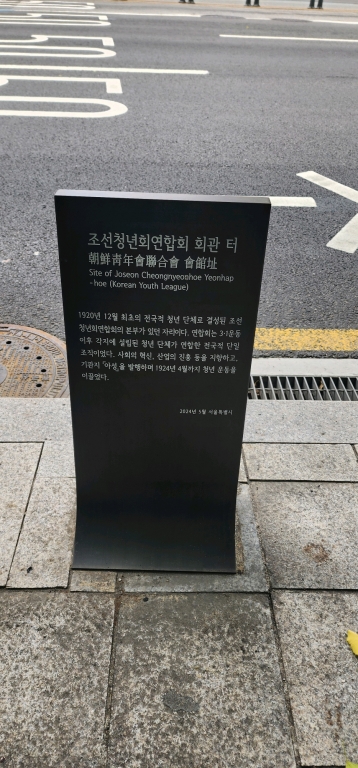 조선청년회연합회 회관 터
朝鮮靑年會聯合會 會館址
Site of Joseon Cheongnyeonhoe Yeonhap
-hoe (Korean Youth League)
1920년 12월 최초의 전국적 청년 단체로 결성된 조선
청년회연합회의 본부가 있던 자리이다. 연합회는 3·1운동
이후 각지에 설립된 청년 단체가 연합한 전국적 단일
조직이었다. 사회의 혁신, 산업의 진흥 등을 지향하고,
기관지 『아성』을 발행하며 1924년 4월까지 청년 운동을
이끌었다.
2024년 5월 서울특별시